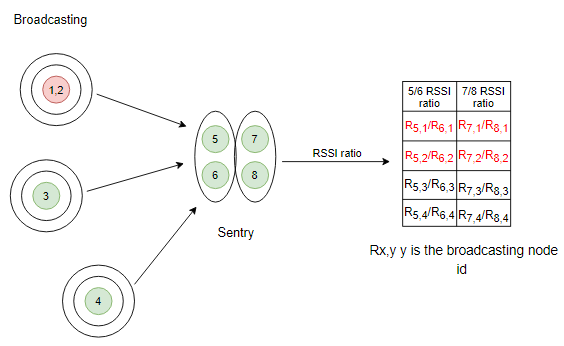 Broadcasting
1,2
3
4
5
7
6
8
Sentry
RSSI ratio
5/6 RSSI
ratio
7/8 RSSI
ratio
R5,1/R6,1 R7,1/R8,1
R5,2/R6,2 R7,2/R8,2
R5,3/R6,3 R7,3/R8,3
R5,4/R6,4 R7,4/R8,4
Rx,y y is the broadcasting node
id